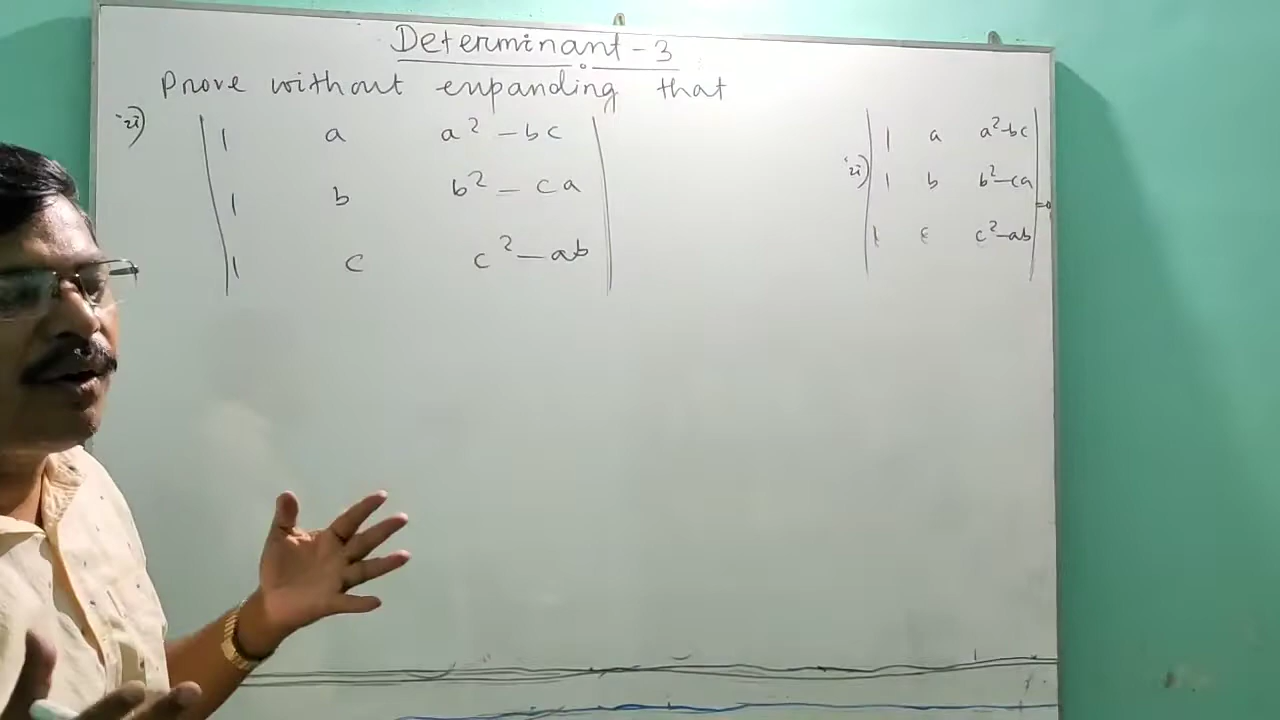 Determinant - 3
Prove without enpanding that
ii) | 1 a a² - bc |
| 1 b b² - ca |
| 1 c c² - ab |
ii) | 1 a a² - bc |
| 1 b b² - ca | = 0
| 1 c c² - ab |